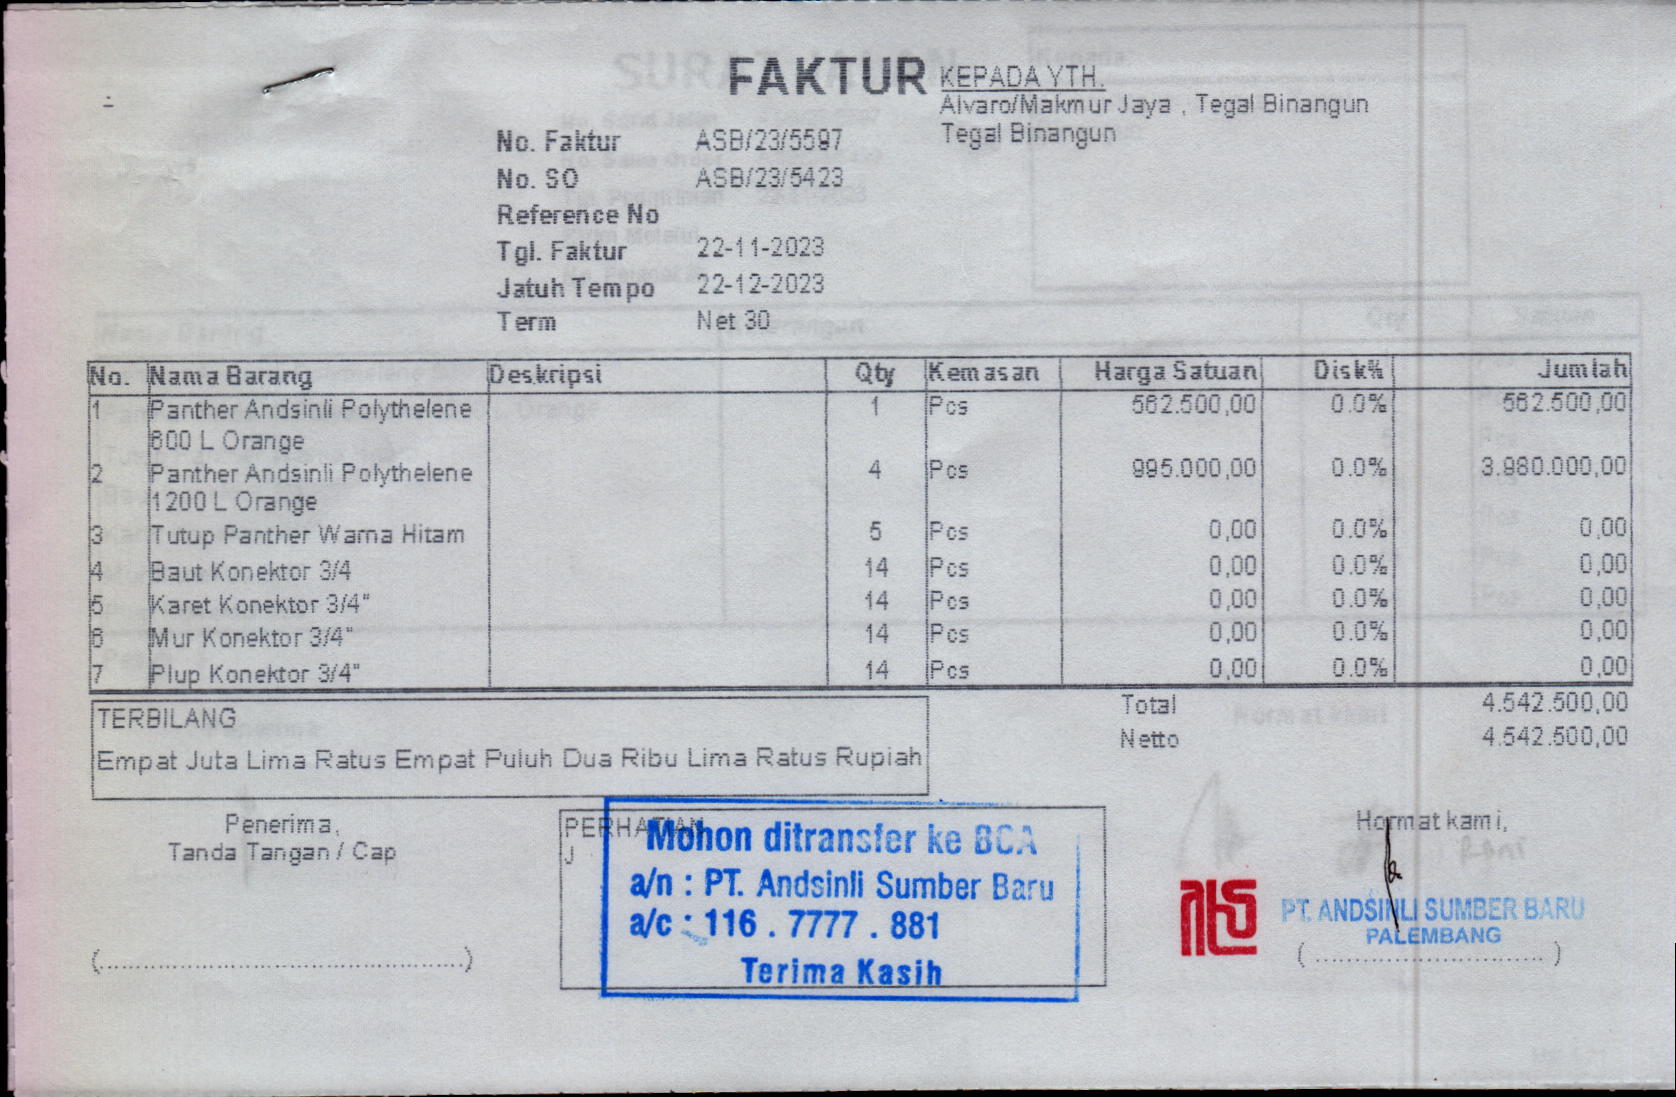 FAKTUR
KEPADA YTH.
Alvaro/Makmur Jaya , Tegal Binangun
Tegal Binangun
No. Faktur ASB/23/5597
No. SO ASB/23/5423
Reference No
Tgl. Faktur 22-11-2023
Jatuh Tempo 22-12-2023
Term Net 30
No. Nama Barang Deskripsi Qty Kemasan Harga Satuan Disk% Jumlah
1 Panther Andsinli Polythelene 1 Pcs 562.500,00 0.0% 562.500,00
600 L Orange
2 Panther Andsinli Polythelene 4 Pcs 995.000,00 0.0% 3.980.000,00
1200 L Orange
3 Tutup Panther Warna Hitam 5 Pcs 0,00 0.0% 0,00
4 Baut Konektor 3/4 14 Pcs 0,00 0.0% 0,00
5 Karet Konektor 3/4" 14 Pcs 0,00 0.0% 0,00
6 Mur Konektor 3/4" 14 Pcs 0,00 0.0% 0,00
7 Plup Konektor 3/4" 14 Pcs 0,00 0.0% 0,00
Total 4.542.500,00
Netto 4.542.500,00
TERBILANG
Empat Juta Lima Ratus Empat Puluh Dua Ribu Lima Ratus Rupiah
Penerima,
Tanda Tangan / Cap
(................................................)
PERHATIAN
J
Mohon ditransfer ke BCA
a/n : PT. Andsinli Sumber Baru
a/c : 116 . 7777 . 881
Terima Kasih
Hormat kami,
PT. ANDSINLI SUMBER BARU
PALEMBANG
( .............................. )